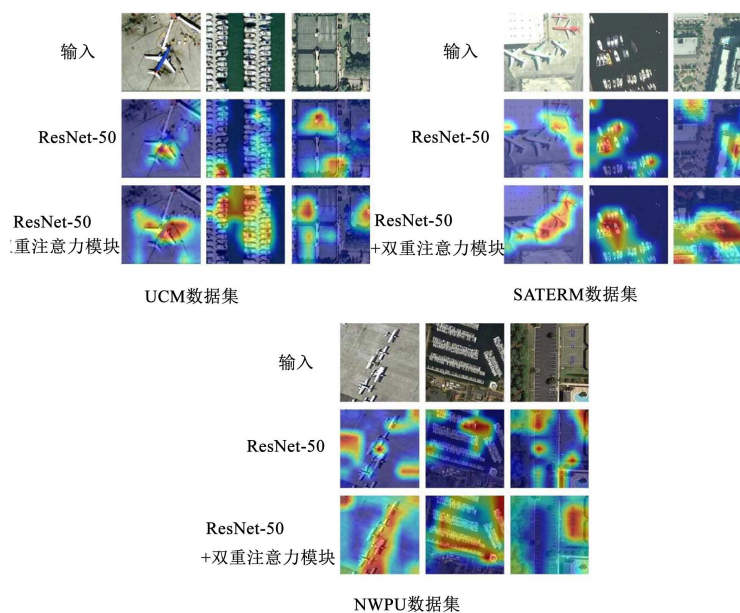 输入
ResNet-50
ResNet-50
重注意力模块
UCM数据集
输入
ResNet-50
ResNet-50
+双重注意力模块
SATERM数据集
输入
ResNet-50
ResNet-50
+双重注意力模块
NWPU数据集